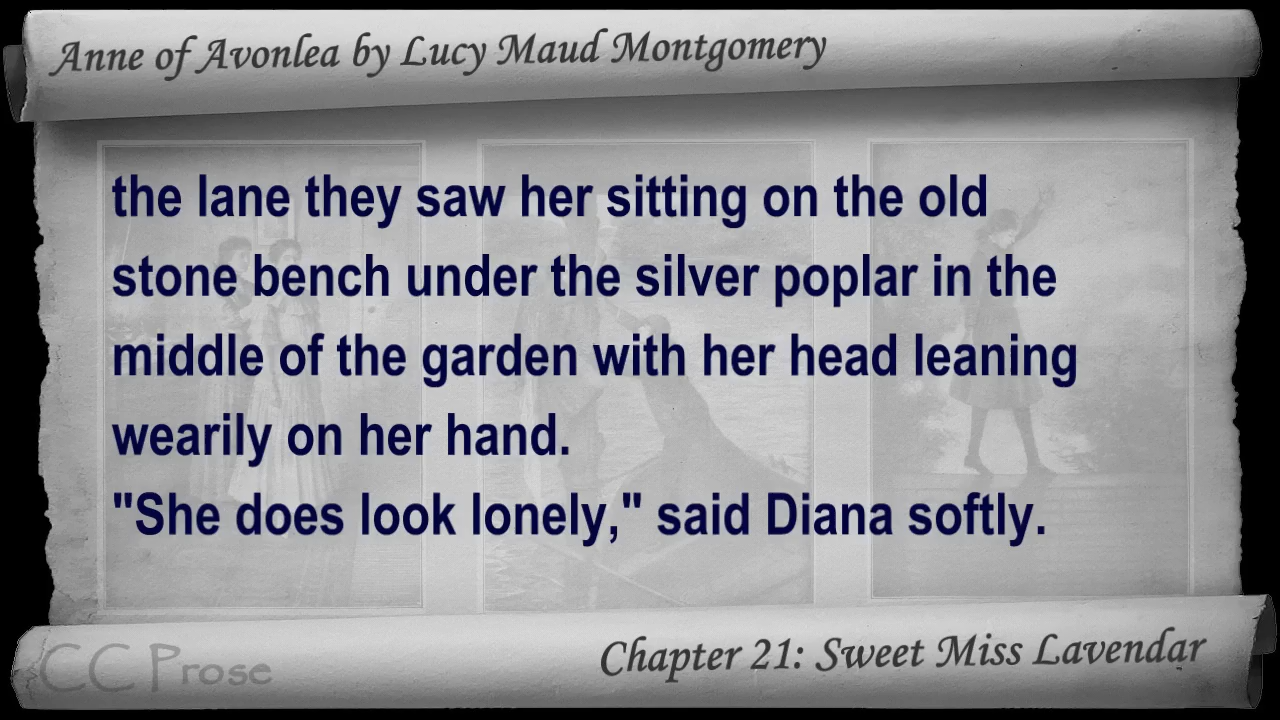 Anne of Avonlea by Lucy Maud Montgomery
the lane they saw her sitting on the old
stone bench under the silver poplar in the
middle of the garden with her head leaning
wearily on her hand.
"She does look lonely," said Diana softly.
CC Prose
Chapter 21: Sweet Miss Lavendar